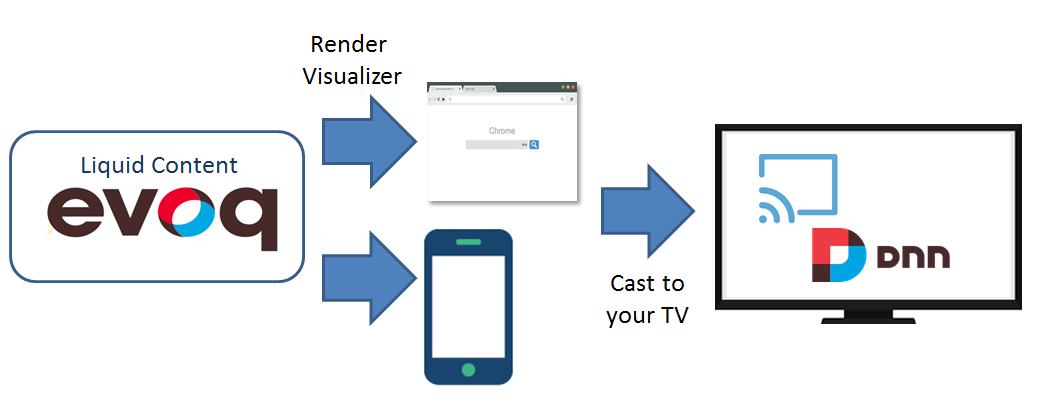 Render
Visualizer
Liquid Content
evoq
Chrome
Cast to
your TV
DNN